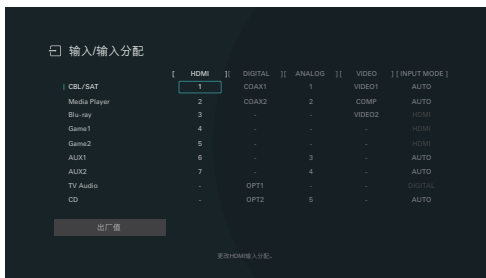 输入/输入分配
[ HDMI ][ DIGITAL ][ ANALOG ][ VIDEO ][ INPUT MODE ]
CBL/SAT 1 COAX1 1 VIDEO1 AUTO
Media Player 2 COAX2 2 COMP AUTO
Blu-ray 3 - - VIDEO2 HDMI
Game1 4 - - - HDMI
Game2 5 - - - HDMI
AUX1 6 - 3 - AUTO
AUX2 7 - 4 - AUTO
TV Audio - OPT1 - - DIGITAL
CD - OPT2 5 - AUTO
出厂值
更改HDMI输入分配。